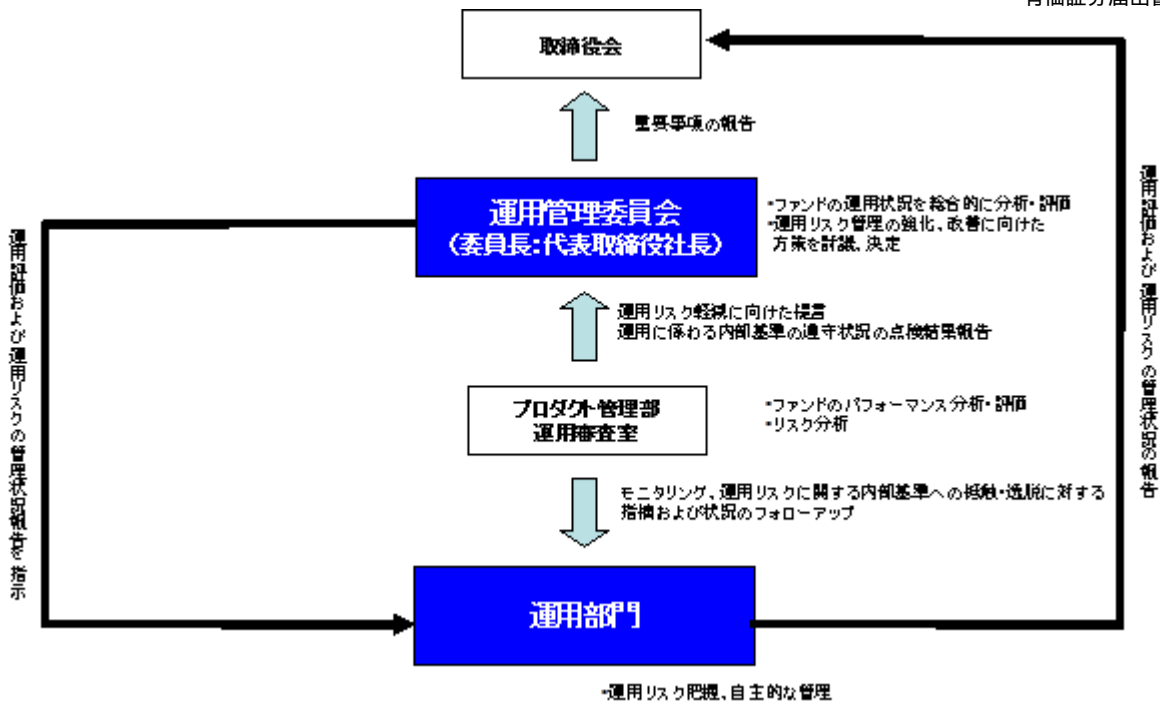 取締役会
重要事項の報告
運用管理委員会
(委員長:代表取締役社長)
・ファンドの運用状況を総合的に分析・評価
・運用リスク管理の強化、改善に向けた
方策を討議、決定
運用リスク軽減に向けた提言
運用に係わる内部基準の遵守状況の点検結果報告
プロダクト管理部
運用審査室
・ファンドのパフォーマンス分析・評価
・リスク分析
モニタリング、運用リスクに関する内部基準への抵触・逸脱に対する
指摘および状況のフォローアップ
運用部門
・運用リスク把握、自主的な管理
運用評価および運用リスクの管理状況報告を指示
運用評価および運用リスクの管理状況の報告